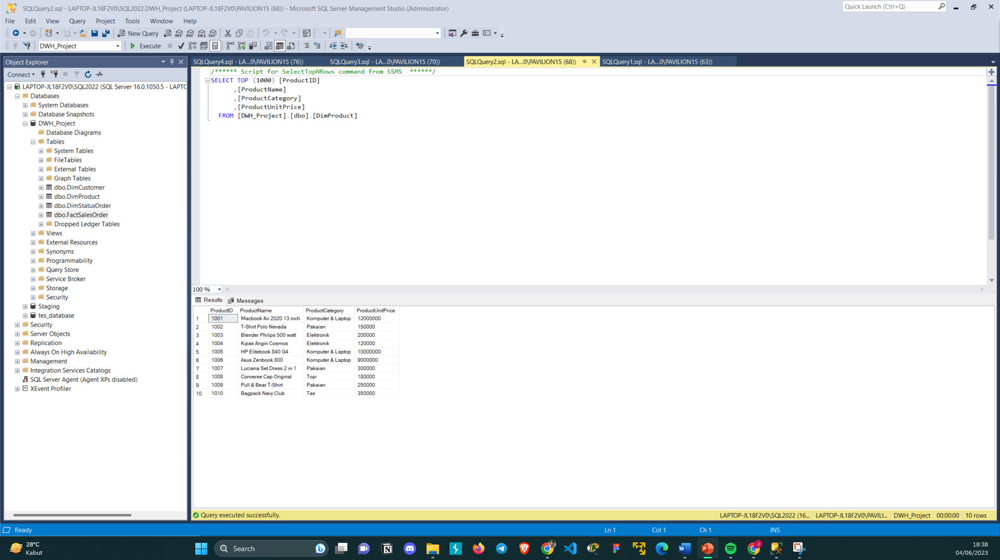 SQLQuery2.sql - LAPTOP-JL18F2V0\SQL2022.DWH_Project (LAPTOP-JL18F2V0\PAVILION15 (68)) - Microsoft SQL Server Management Studio (Administrator)
Quick Launch (Ctrl+Q)
File Edit View Query Project Tools Window Help
New Query MDX DMX XMLA DAX
DWH_Project Execute
Object Explorer
Connect
LAPTOP-JL18F2V0\SQL2022 (SQL Server 16.0.1050.5 - LAPTO
Databases
System Databases
Database Snapshots
DWH_Project
Database Diagrams
Tables
System Tables
FileTables
External Tables
Graph Tables
dbo.DimCustomer
dbo.DimProduct
dbo.DimStatusOrder
dbo.FactSalesOrder
Dropped Ledger Tables
Views
External Resources
Synonyms
Programmability
Query Store
Service Broker
Storage
Security
Staging
tes_database
Security
Server Objects
Replication
Always On High Availability
Management
Integration Services Catalogs
SQL Server Agent (Agent XPs disabled)
XEvent Profiler
SQLQuery4.sql - LA...0\PAVILION15 (76)) SQLQuery3.sql - LA...0\PAVILION15 (70)) SQLQuery2.sql - LA...0\PAVILION15 (68)) SQLQuery1.sql - LA...0\PAVILION15 (63))
/****** Script for SelectTopNRows command from SSMS ******/
SELECT TOP (1000) [ProductID]
,[ProductName]
,[ProductCategory]
,[ProductUnitPrice]
FROM [DWH_Project].[dbo].[DimProduct]
100 %
Results Messages
ProductID ProductName ProductCategory ProductUnitPrice
1 1001 Macbook Air 2020 13 inch Komputer & Laptop 12000000
2 1002 T-Shirt Polo Nevada Pakaian 150000
3 1003 Blender Philips 500 watt Elektronik 200000
4 1004 Kipas Angin Cosmos Elektronik 120000
5 1005 HP Elitebook 840 G4 Komputer & Laptop 10000000
6 1006 Asus Zenbook 800 Komputer & Laptop 9000000
7 1007 Luciana Set Dress 2 in 1 Pakaian 300000
8 1008 Converse Cap Original Topi 180000
9 1009 Pull & Bear T-Shirt Pakaian 250000
10 1010 Bagpack Navy Club Tas 350000
Query executed successfully. LAPTOP-JL18F2V0\SQL2022 (16... LAPTOP-JL18F2V0\PAVILI... DWH_Project 00:00:00 10 rows
Ready Ln 1 Col 1 Ch 1 INS
28°C
Kabut
Search
18:38
04/06/2023